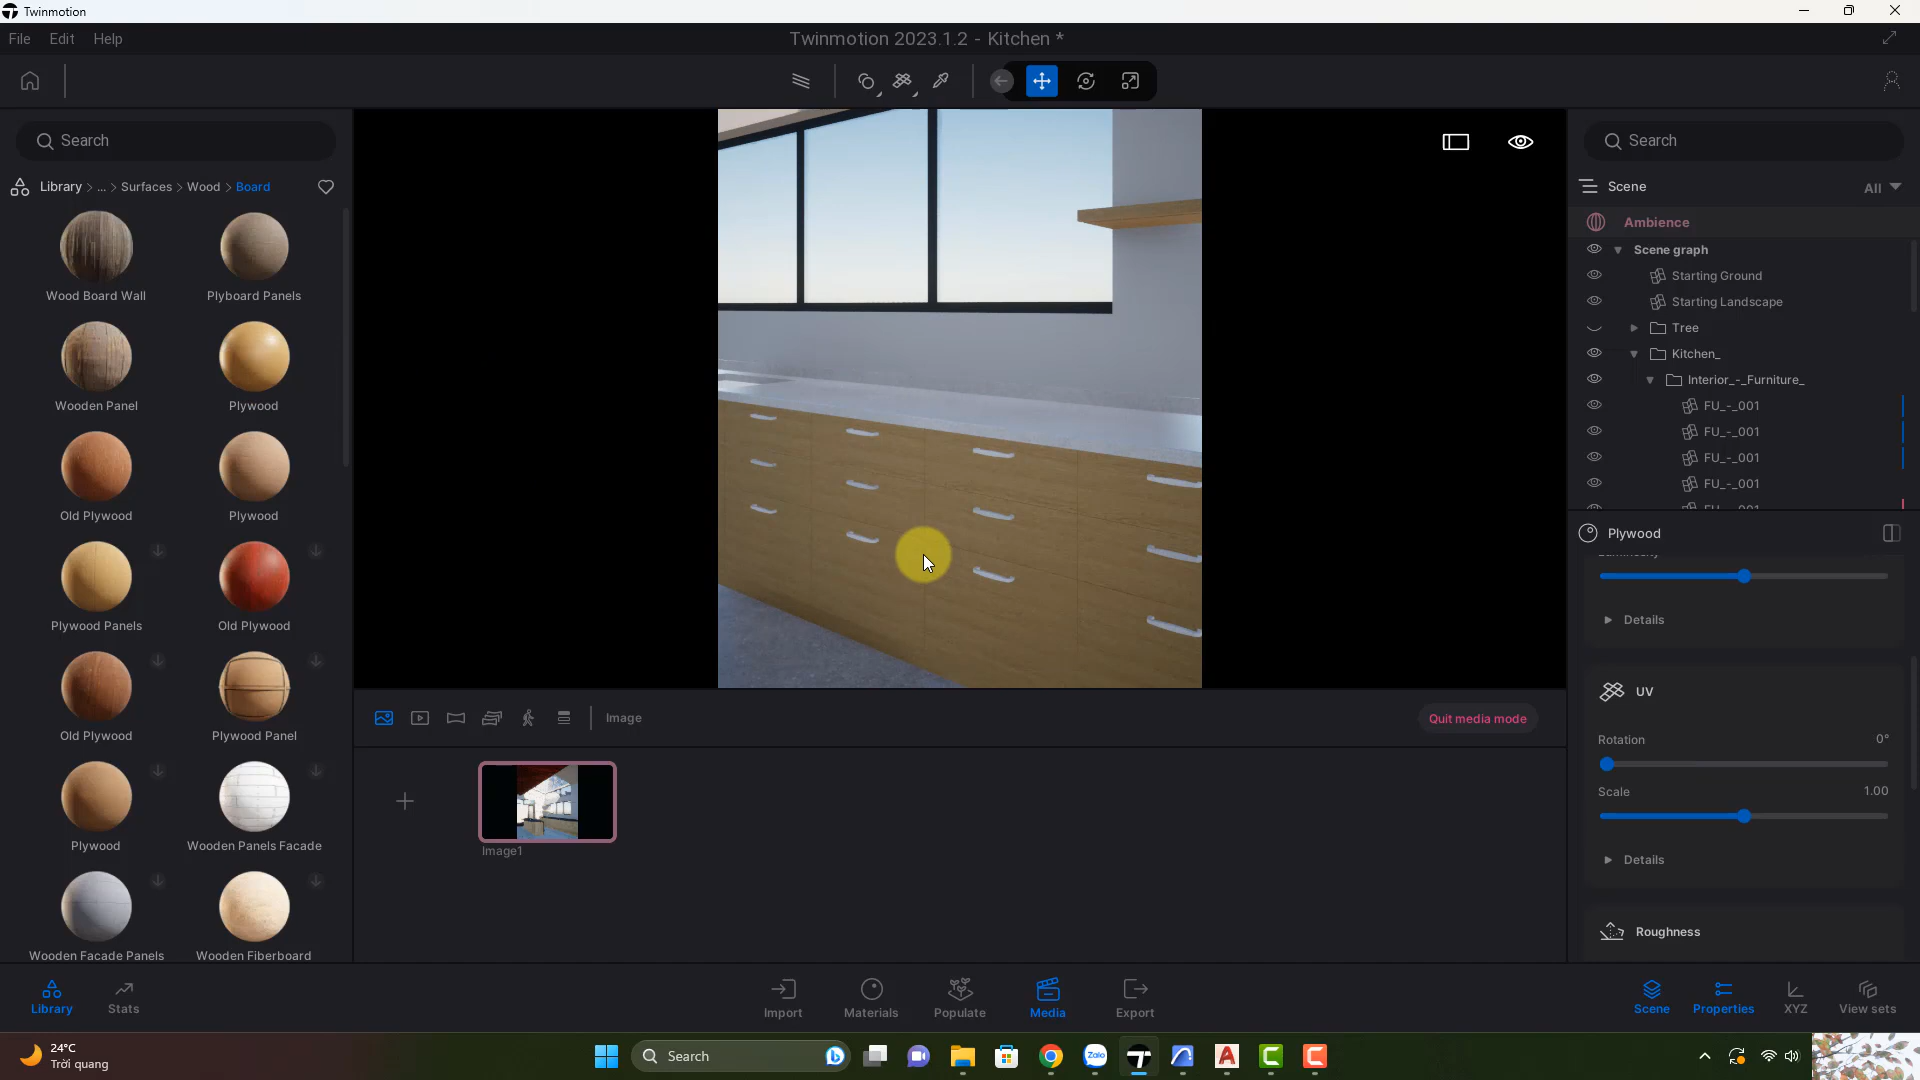 Twinmotion
File Edit Help
Twinmotion 2023.1.2 - Kitchen *
Search
Library > ... > Surfaces > Wood > Board
Wood Board Wall
Plyboard Panels
Wooden Panel
Plywood
Old Plywood
Plywood
Plywood Panels
Old Plywood
Old Plywood
Plywood Panel
Plywood
Wooden Panels Facade
Wooden Facade Panels
Wooden Fiberboard
Image
Quit media mode
Image1
Search
Scene
All
Ambience
Scene graph
Starting Ground
Starting Landscape
Tree
Kitchen_
Interior_-_Furniture_
FU_-_001
FU_-_001
FU_-_001
FU_-_001
FU_-_001
Plywood
Luminosity
Details
UV
Rotation 0°
Scale 1.00
Details
Roughness
Library
Stats
Import
Materials
Populate
Media
Export
Scene
Properties
XYZ
View sets
24°C
Trời quang
Search
Zalo